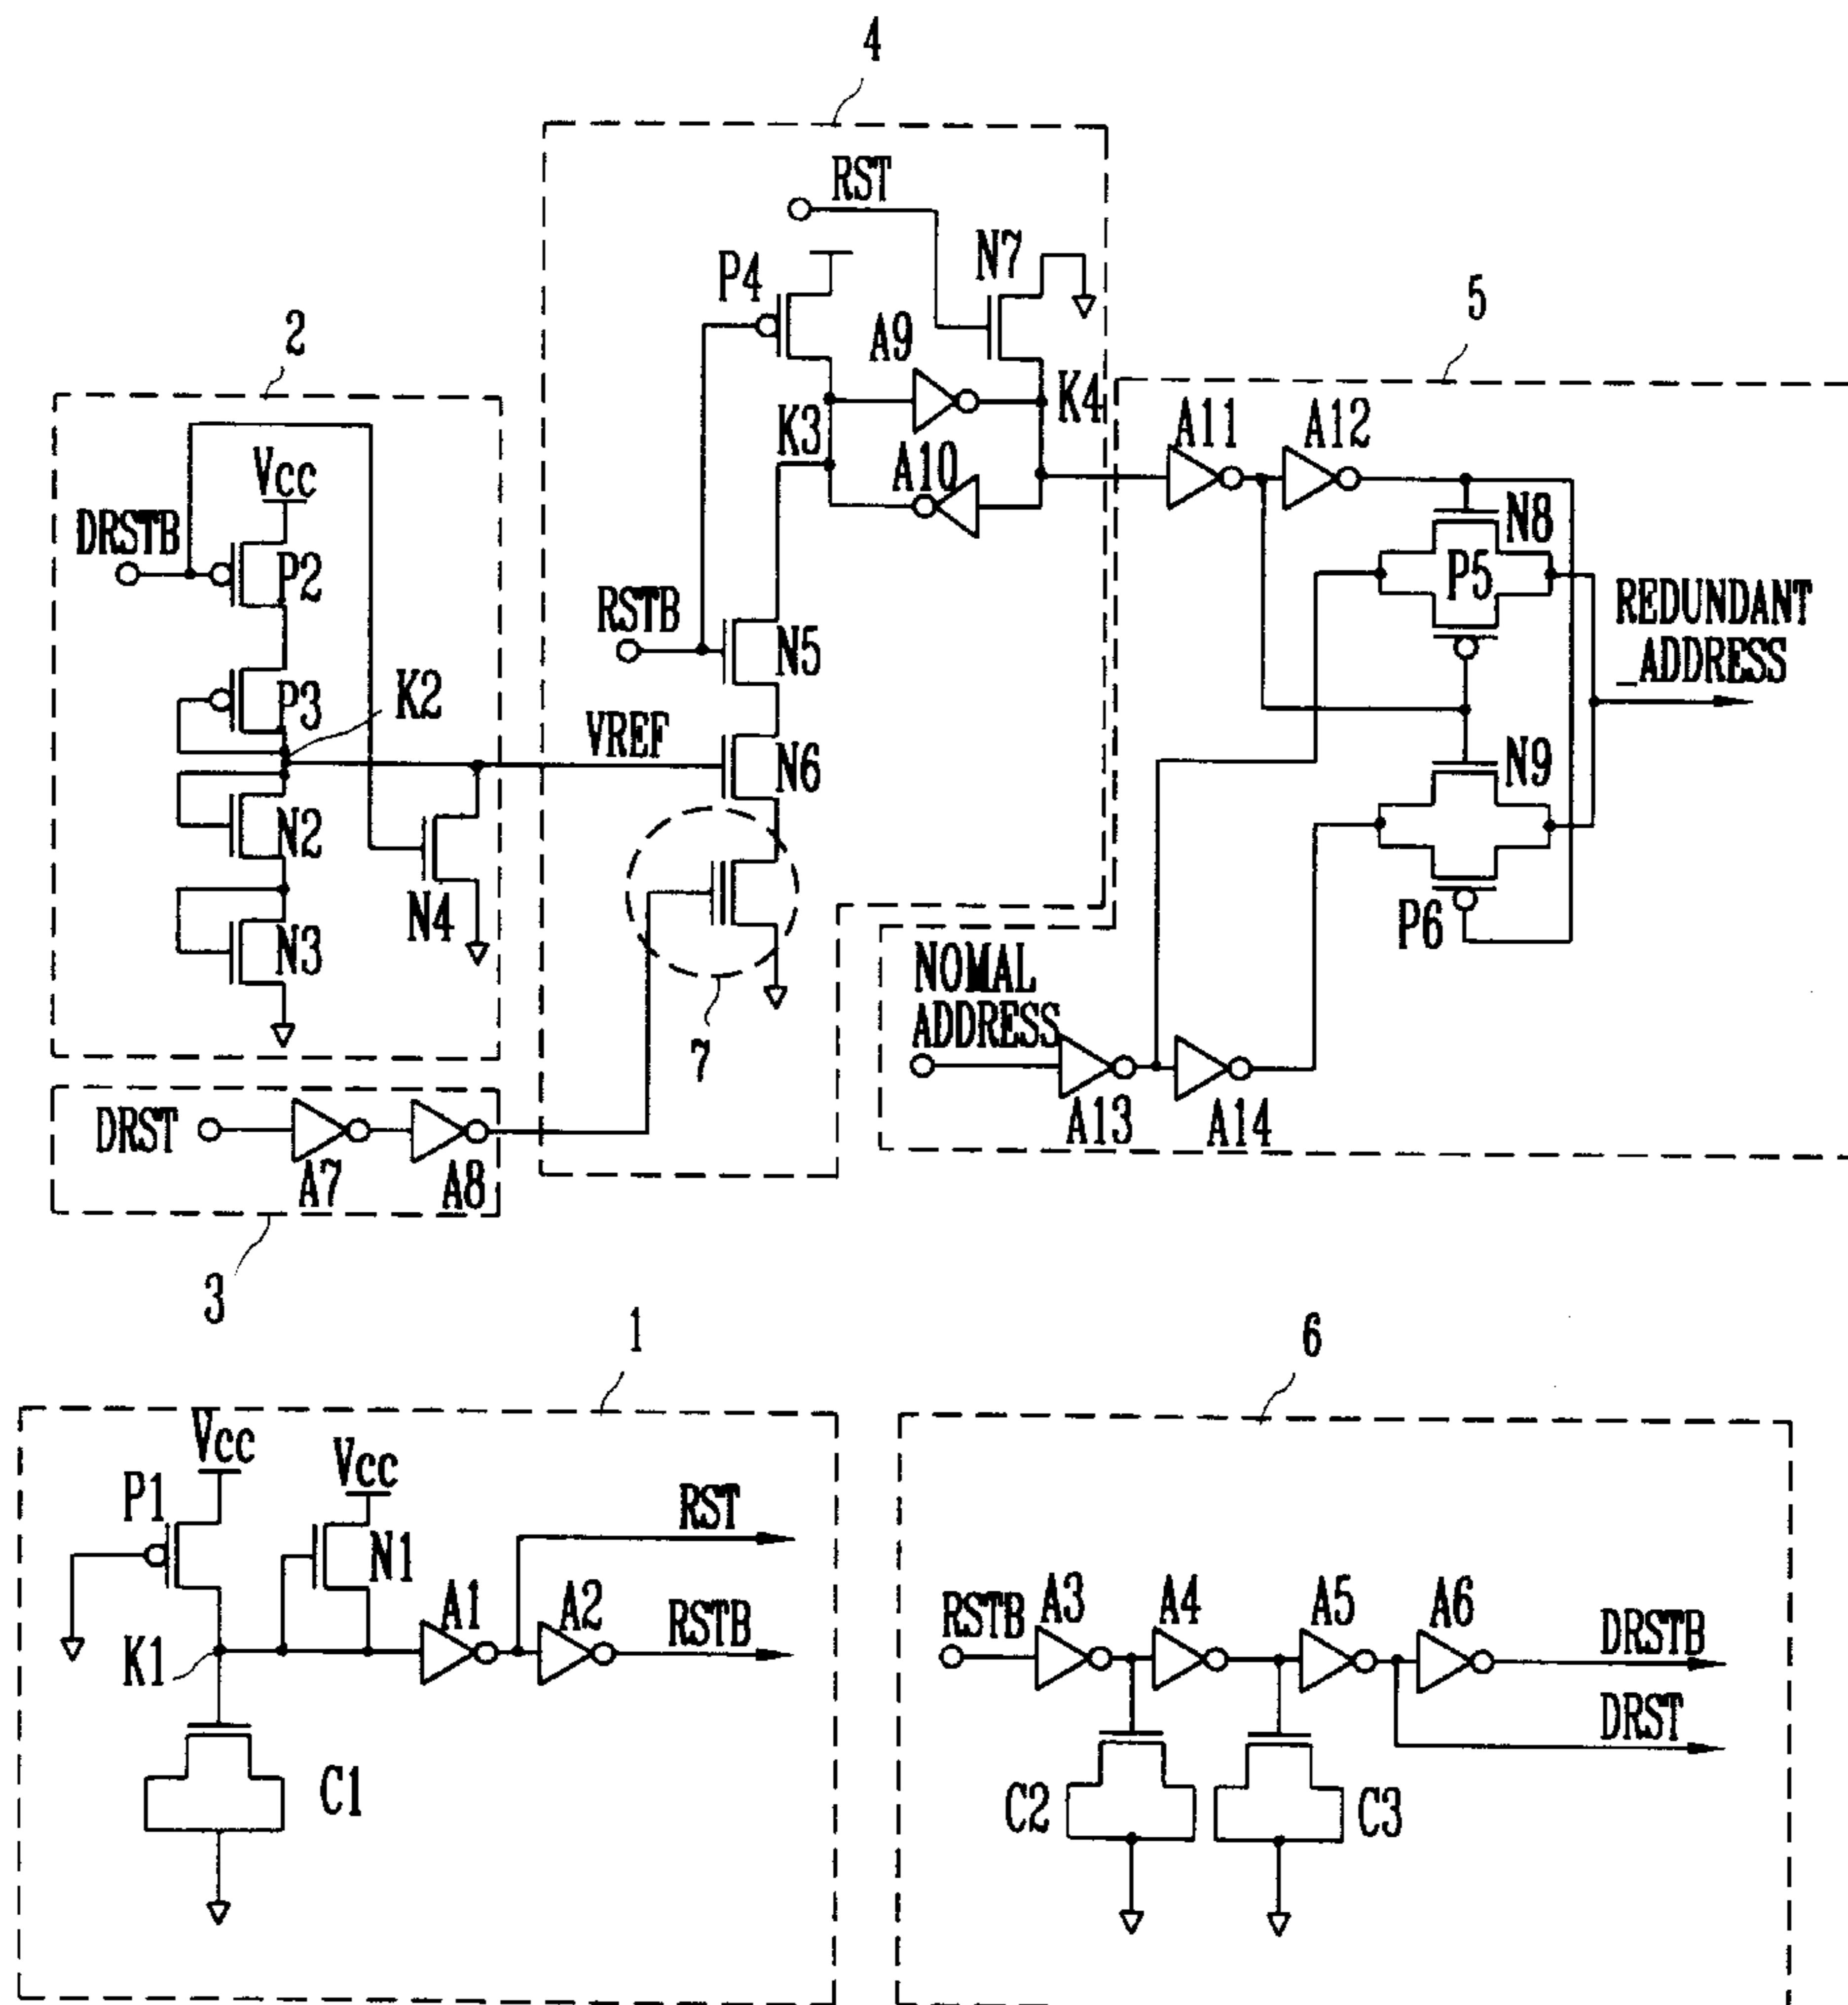 4
RST
P4
N7
A9
5
2
K3
K4
A10
A11
A12
Vcc
DRSTB
P2
N8
P5
RSTB
N5
REDUNDANT
_ADDRESS
P3
K2
VREF
N6
N9
N2
N4
N3
P6
NOMAL
ADDRESS
7
DRST
A7
A8
A13
A14
3
1
6
Vcc
Vcc
P1
N1
RST
A1
A2
RSTB
K1
C1
RSTB
A3
A4
A5
A6
DRSTB
DRST
C2
C3